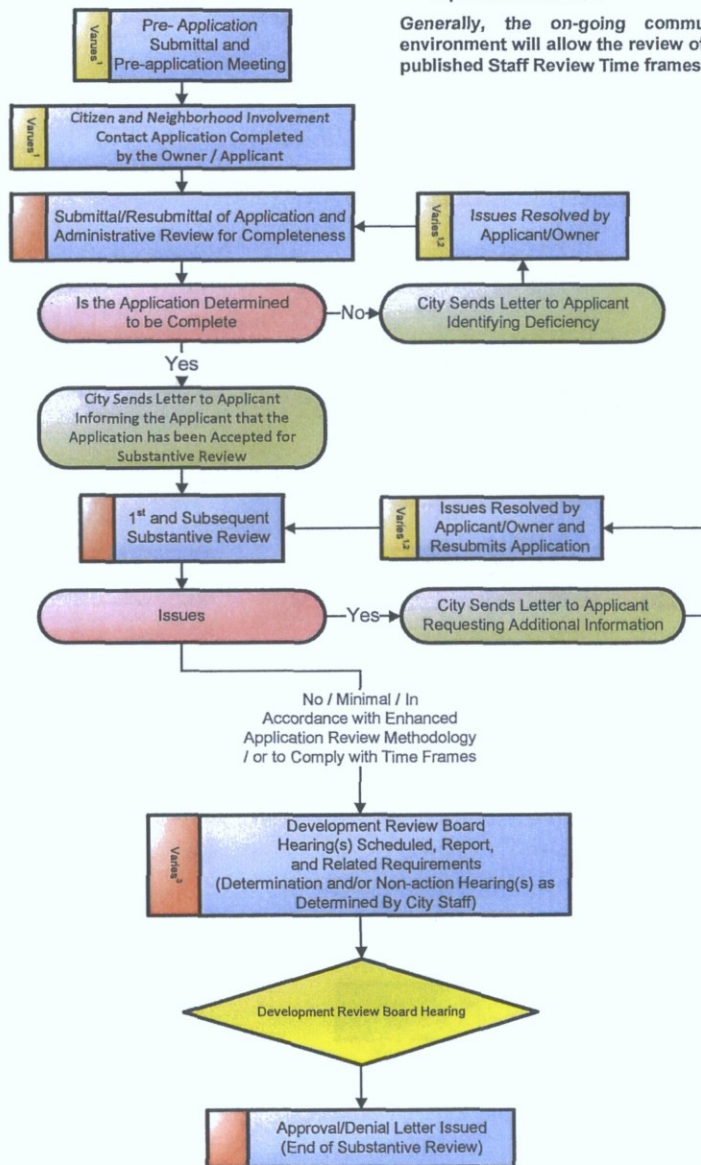 Generally, the on-going commu
environment will allow the review of
published Staff Review Time frames
Varues¹
Pre- Application
Submittal and
Pre-application Meeting
Varues¹
Citizen and Neighborhood Involvement
Contact Application Completed
by the Owner / Applicant
Submittal/Resubmittal of Application and
Administrative Review for Completeness
Varies¹,²
Issues Resolved by
Applicant/Owner
Is the Application Determined
to be Complete
No
City Sends Letter to Applicant
Identifying Deficiency
Yes
City Sends Letter to Applicant
Informing the Applicant that the
Application has been Accepted for
Substantive Review
1st and Subsequent
Substantive Review
Varies¹,²
Issues Resolved by
Applicant/Owner and
Resubmits Application
Issues
Yes
City Sends Letter to Applicant
Requesting Additional Information
No / Minimal / In
Accordance with Enhanced
Application Review Methodology
/ or to Comply with Time Frames
Varies³
Development Review Board
Hearing(s) Scheduled, Report,
and Related Requirements
(Determination and/or Non-action Hearing(s) as
Determined By City Staff)
Development Review Board Hearing
Approval/Denial Letter Issued
(End of Substantive Review)